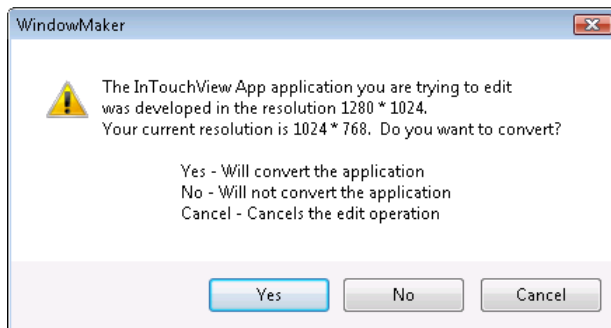 WindowMaker
The InTouchView App application you are trying to edit
was developed in the resolution 1280 * 1024.
Your current resolution is 1024 * 768.  Do you want to convert?
Yes - Will convert the application
No - Will not convert the application
Cancel - Cancels the edit operation
Yes No Cancel